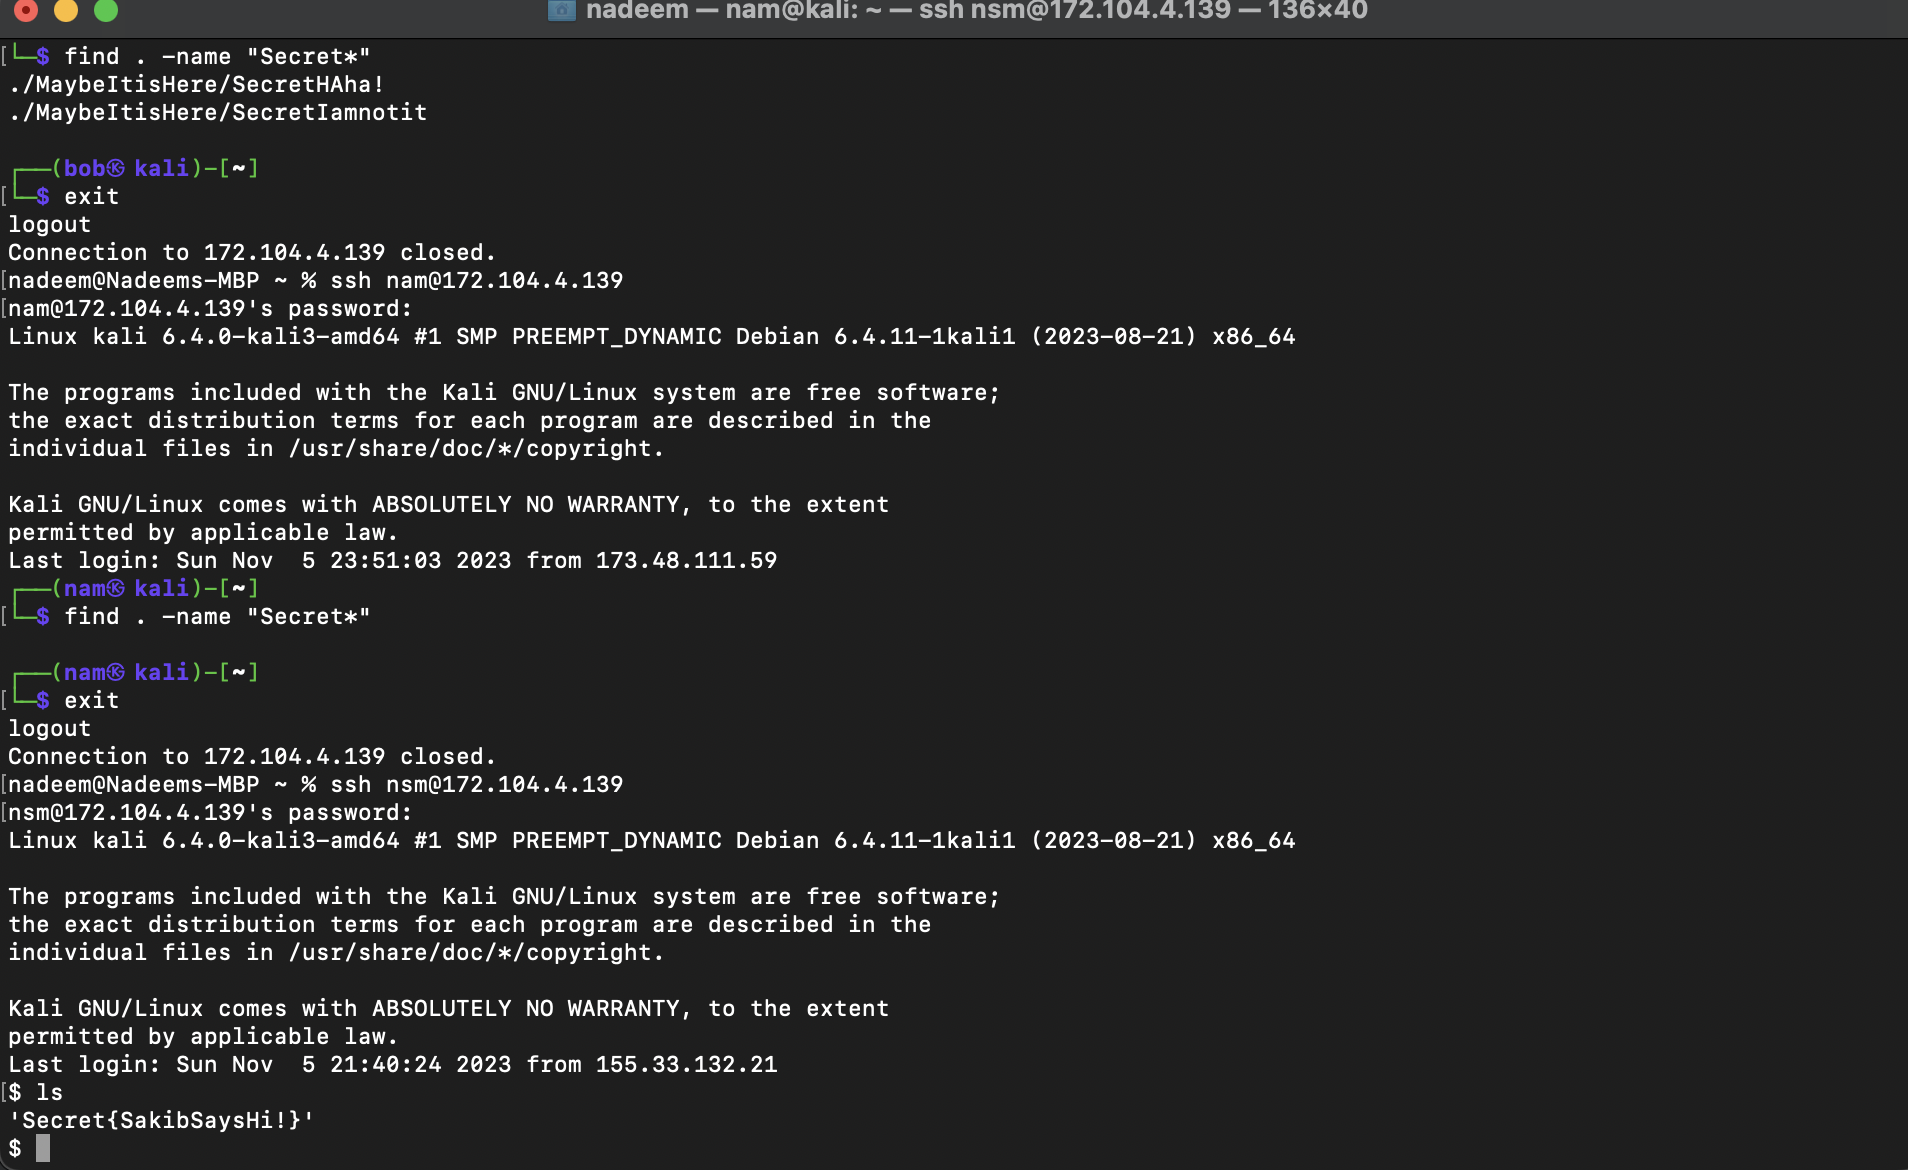 nadeem — nam@kali: ~ — ssh nsm@172.104.4.139 — 136×40
[└─$ find . -name "Secret*"
./MaybeItisHere/SecretHAha!
./MaybeItisHere/SecretIamnotit
┌──(bob㉿kali)-[~]
[└─$ exit
logout
Connection to 172.104.4.139 closed.
[nadeem@Nadeems-MBP ~ % ssh nam@172.104.4.139
[nam@172.104.4.139's password:
Linux kali 6.4.0-kali3-amd64 #1 SMP PREEMPT_DYNAMIC Debian 6.4.11-1kali1 (2023-08-21) x86_64
The programs included with the Kali GNU/Linux system are free software;
the exact distribution terms for each program are described in the
individual files in /usr/share/doc/*/copyright.
Kali GNU/Linux comes with ABSOLUTELY NO WARRANTY, to the extent
permitted by applicable law.
Last login: Sun Nov  5 23:51:03 2023 from 173.48.111.59
┌──(nam㉿kali)-[~]
[└─$ find . -name "Secret*"
┌──(nam㉿kali)-[~]
[└─$ exit
logout
Connection to 172.104.4.139 closed.
[nadeem@Nadeems-MBP ~ % ssh nsm@172.104.4.139
[nsm@172.104.4.139's password:
Linux kali 6.4.0-kali3-amd64 #1 SMP PREEMPT_DYNAMIC Debian 6.4.11-1kali1 (2023-08-21) x86_64
The programs included with the Kali GNU/Linux system are free software;
the exact distribution terms for each program are described in the
individual files in /usr/share/doc/*/copyright.
Kali GNU/Linux comes with ABSOLUTELY NO WARRANTY, to the extent
permitted by applicable law.
Last login: Sun Nov  5 21:40:24 2023 from 155.33.132.21
[$ ls
'Secret{SakibSaysHi!}'
$